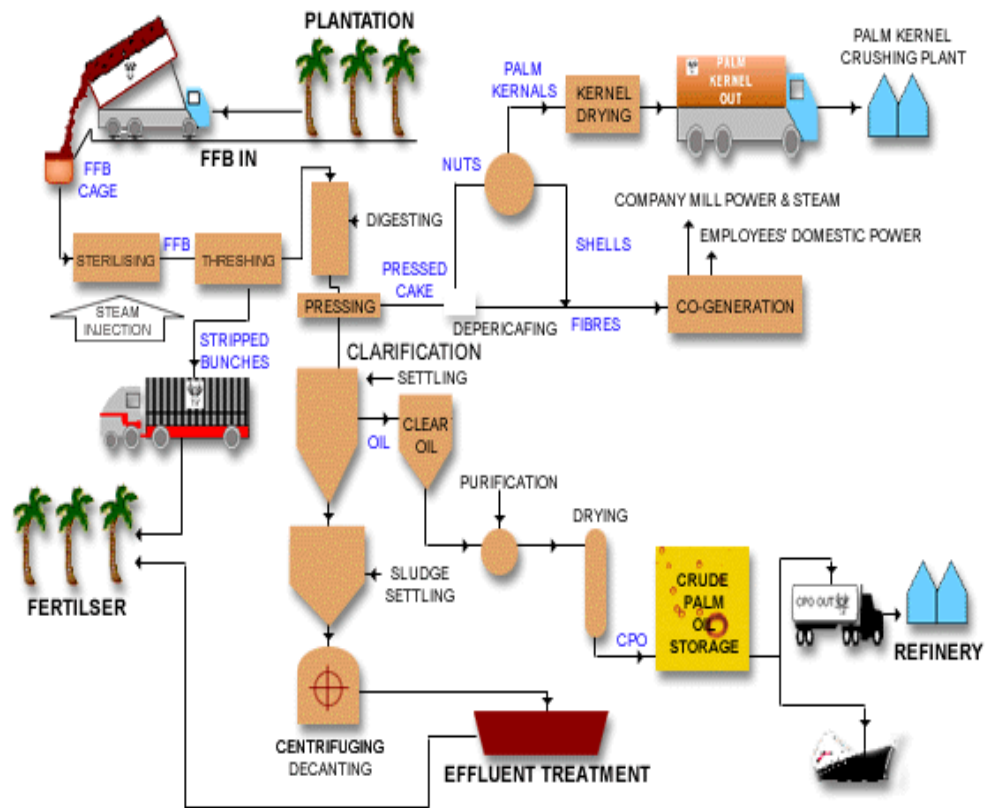 PLANTATION
FFB IN
FFB
CAGE
PALM
KERNALS
KERNEL
DRYING
PALM
KERNEL
OUT
PALM KERNEL
CRUSHING PLANT
NUTS
SHELLS
COMPANY MILL POWER & STEAM
EMPLOYEES' DOMESTIC POWER
DIGESTING
STERILISING
FFB
THRESHING
PRESSED
CAKE
PRESSING
DEPERICAFING
FIBRES
CO-GENERATION
STEAM
INJECTION
STRIPPED
BUNCHES
CLARIFICATION
SETTLING
OIL
CLEAR
OIL
PURIFICATION
DRYING
SLUDGE
SETTLING
CRUDE
PALM
OIL
STORAGE
CPO
CPO OUT
REFINERY
FERTILSER
CENTRIFUGING
DECANTING
EFFLUENT TREATMENT